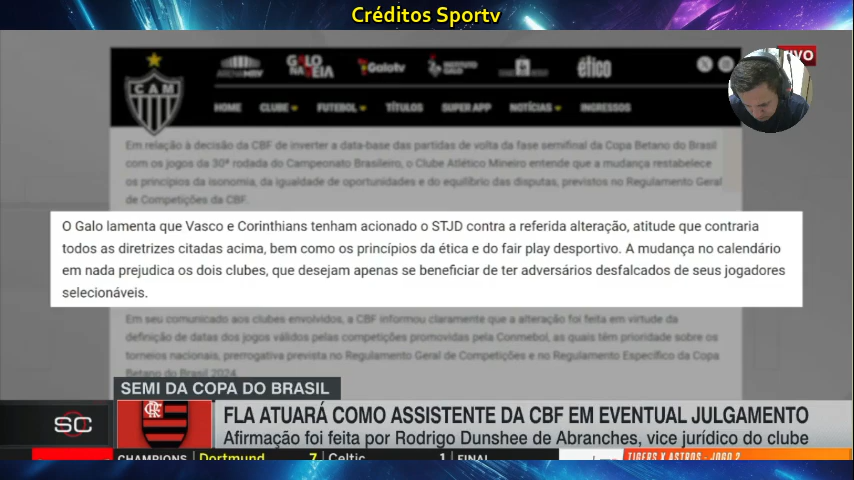 Créditos Sportv
VIVO
CAM
ARENA MRV
GALO NA VEIA
GaloTV
INSTITUTO GALO
ético
HOME CLUBE FUTEBOL TÍTULOS SUPER APP NOTÍCIAS INGRESSOS
Em relação à decisão da CBF de inverter a data-base das partidas de volta da fase semifinal da Copa Betano do Brasil
com os jogos da 30ª rodada do Campeonato Brasileiro, o Clube Atlético Mineiro entende que a mudança restabelece
os princípios da isonomia, da igualdade de oportunidades e do equilíbrio das disputas, previstos no Regulamento Geral
de Competições da CBF.
O Galo lamenta que Vasco e Corinthians tenham acionado o STJD contra a referida alteração, atitude que contraria
todos as diretrizes citadas acima, bem como os princípios da ética e do fair play desportivo. A mudança no calendário
em nada prejudica os dois clubes, que desejam apenas se beneficiar de ter adversários desfalcados de seus jogadores
selecionáveis.
Em seu comunicado aos clubes envolvidos, a CBF informou claramente que a alteração foi feita em virtude da
definição de datas dos jogos válidos pelas competições promovidas pela Conmebol, as quais têm prioridade sobre os
torneios nacionais, prerrogativa prevista no Regulamento Geral de Competições e no Regulamento Específico da Copa
Betano do Brasil 2024.
SEMI DA COPA DO BRASIL
SC
FLA ATUARÁ COMO ASSISTENTE DA CBF EM EVENTUAL JULGAMENTO
Afirmação foi feita por Rodrigo Dunshee de Abranches, vice jurídico do clube
CHAMPIONS Dortmund 7 Celtic 1 FINAL
TIGERS X ASTROS - JOGO 2